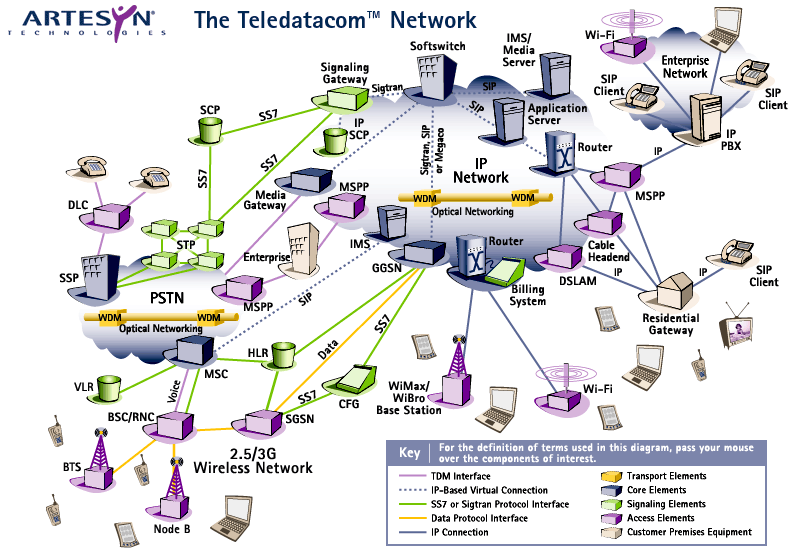 ARTESYN
TECHNOLOGIES
The Teledatacom™ Network
Softswitch
IMS/
Media
Server
Wi-Fi
Enterprise
Network
SIP
Client
SIP
Client
Signaling
Gateway
Sigtran
SIP
SIP
Application
Server
IP
PBX
SCP
SS7
IP
SCP
Sigtran, SIP
or Megaco
Router
IP
SS7
SS7
IP
Network
MSPP
Media
Gateway
MSPP
WDM
WDM
Optical Networking
DLC
STP
Enterprise
IMS
Router
Cable
Headend
SSP
PSTN
MSPP
SIP
GGSN
Billing
System
DSLAM
IP
IP
SIP
Client
Residential
Gateway
WDM
WDM
Optical Networking
MSC
HLR
Data
SS7
VLR
Voice
SS7
CFG
WiMax/
WiBro
Base Station
Wi-Fi
BSC/RNC
SGSN
2.5/3G
Wireless Network
BTS
Node B
Key
For the definition of terms used in this diagram, pass your mouse
over the components of interest.
TDM Interface
IP-Based Virtual Connection
SS7 or Sigtran Protocol Interface
Data Protocol Interface
IP Connection
Transport Elements
Core Elements
Signaling Elements
Access Elements
Customer Premises Equipment